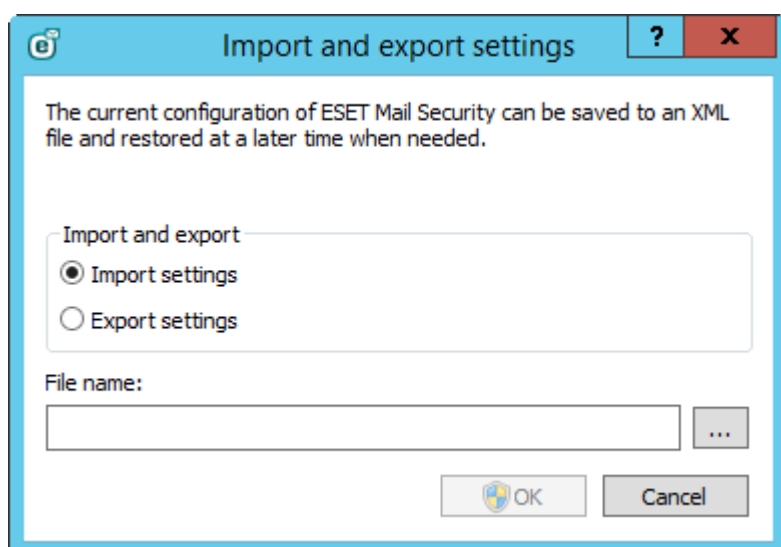 e
Import and export settings
?
x
The current configuration of ESET Mail Security can be saved to an XML
file and restored at a later time when needed.
Import and export
Import settings
Export settings
File name:
...
OK
Cancel